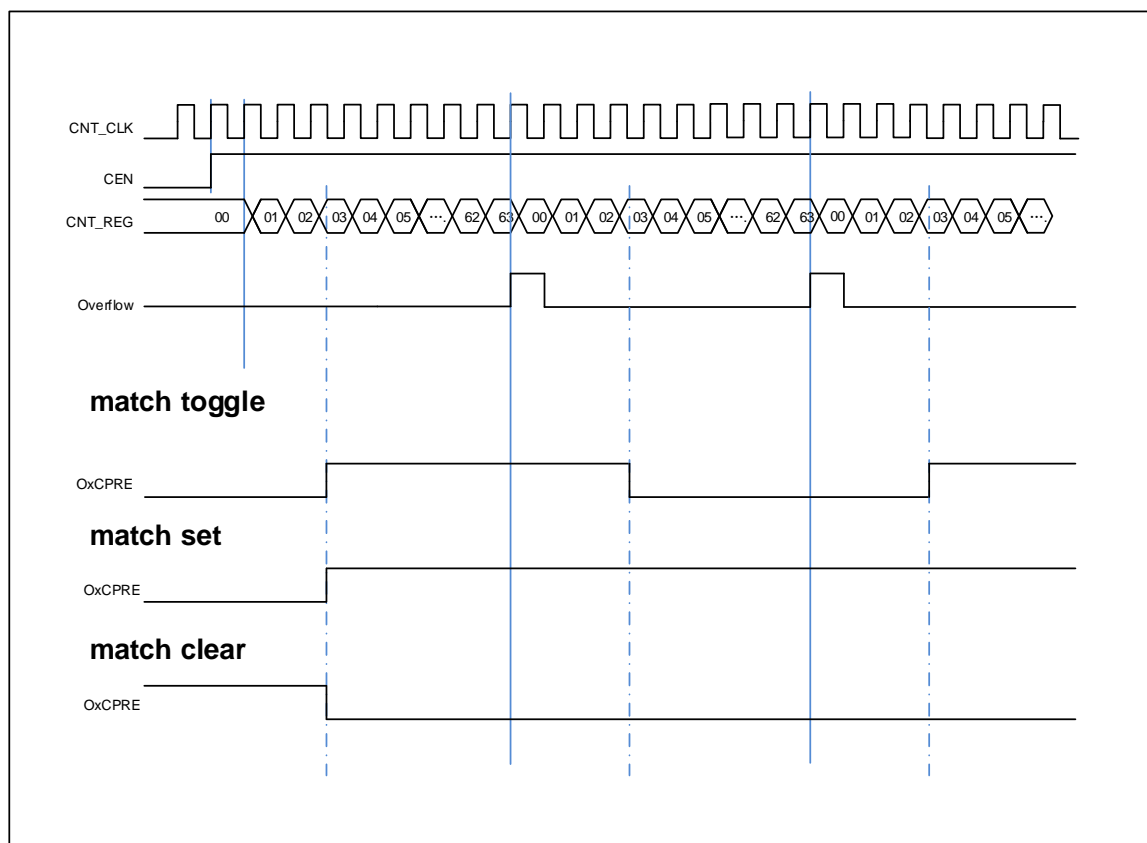 CNT_CLK
CEN
CNT_REG 00 01 02 03 04 05 ···. 62 63 00 01 02 03 04 05 ···. 62 63 00 01 02 03 04 05 ···.
Overflow
match toggle
OxCPRE
match set
OxCPRE
match clear
OxCPRE